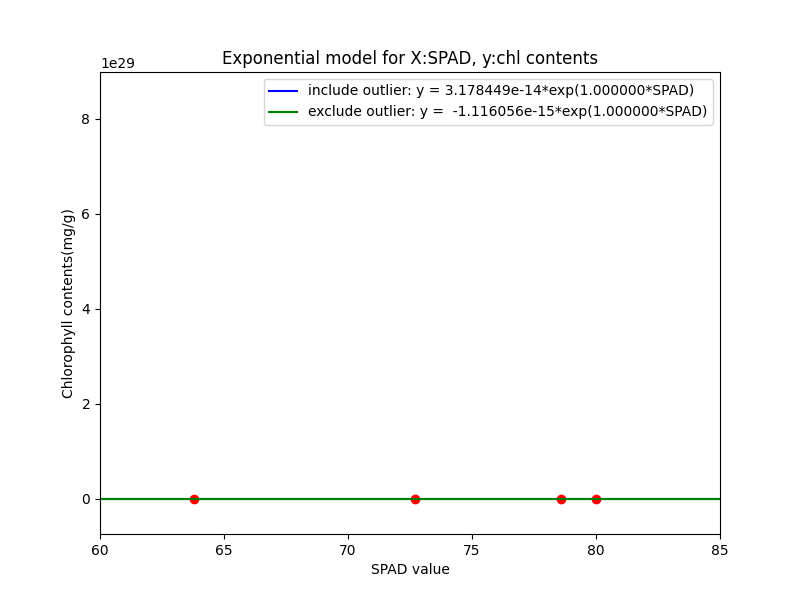 Exponential model for X:SPAD, y:chl contents
1e29
include outlier: y = 3.178449e-14*exp(1.000000*SPAD)
exclude outlier: y =  -1.116056e-15*exp(1.000000*SPAD)
8
6
4
2
0
Chlorophyll contents(mg/g)
60 65 70 75 80 85
SPAD value